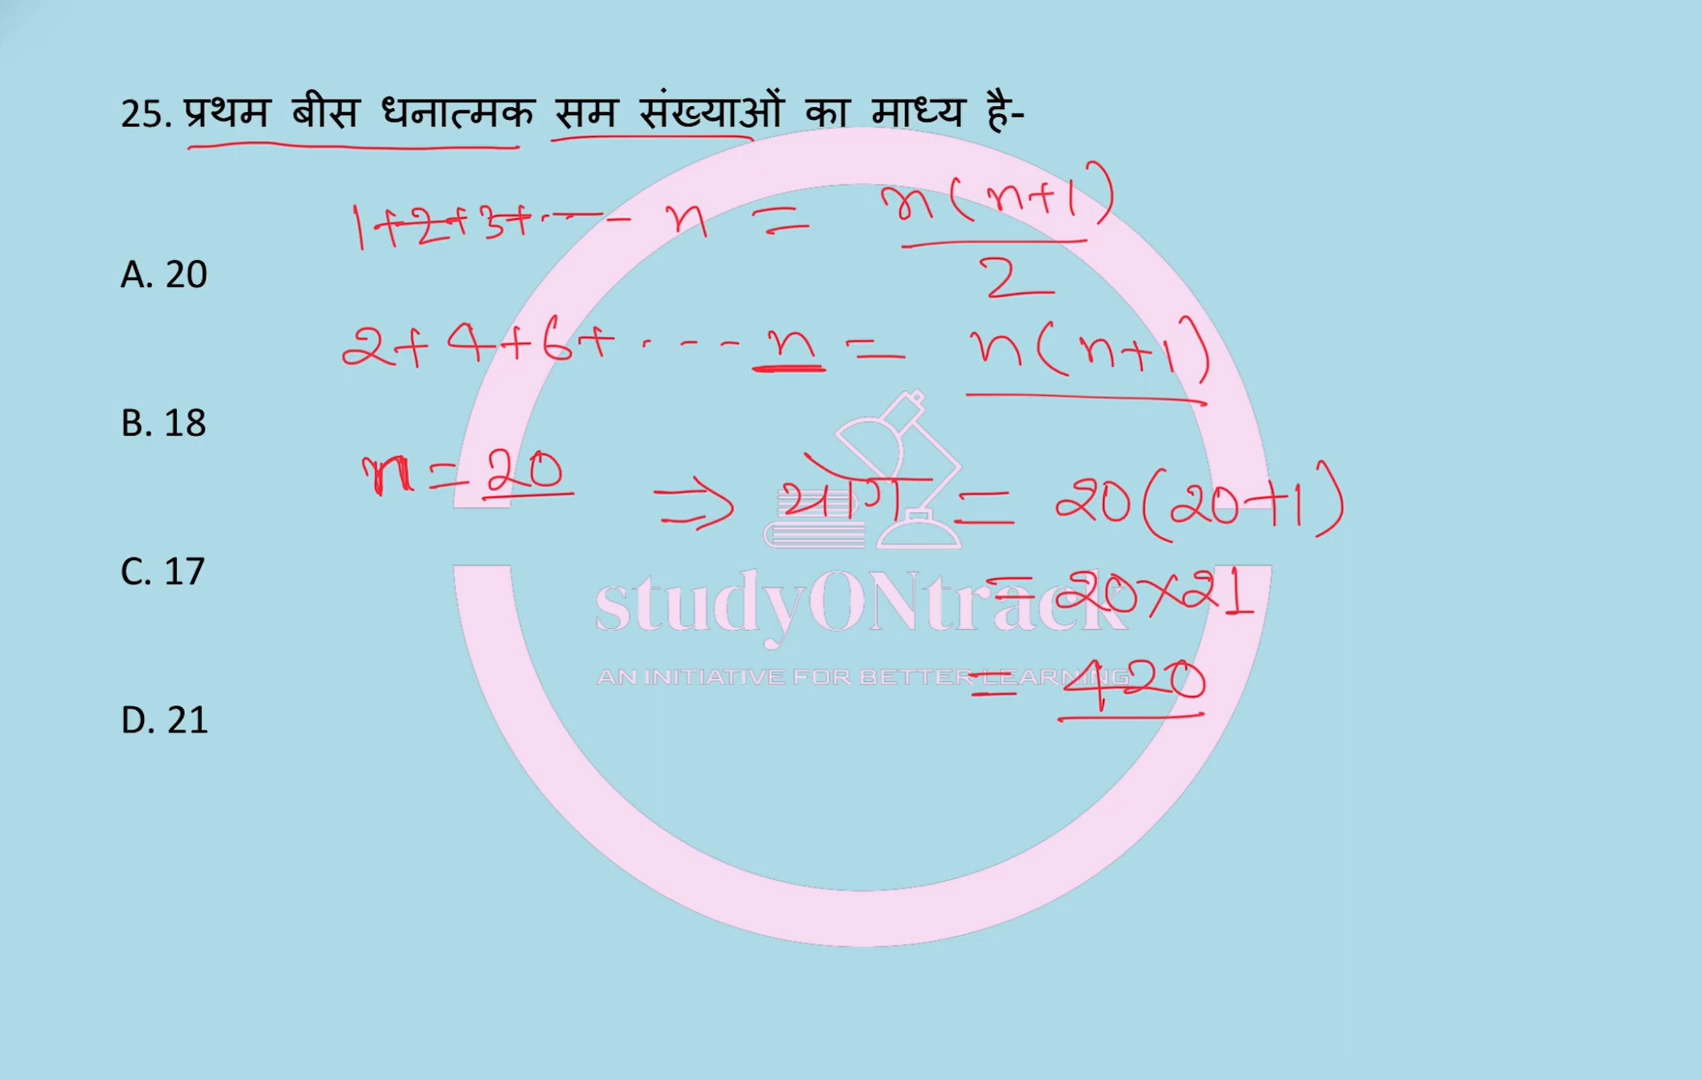 25. प्रथम बीस धनात्मक सम संख्याओं का माध्य है-
1+2+3+ ---- n = n(n+1)
2
A. 20
2+4+6+ ---- n = n(n+1)
B. 18
n = 20 ⇒ योग = 20(20+1)
C. 17
= 20×21
studyONtrack
AN INITIATIVE FOR BETTER LEARNING
= 420
D. 21